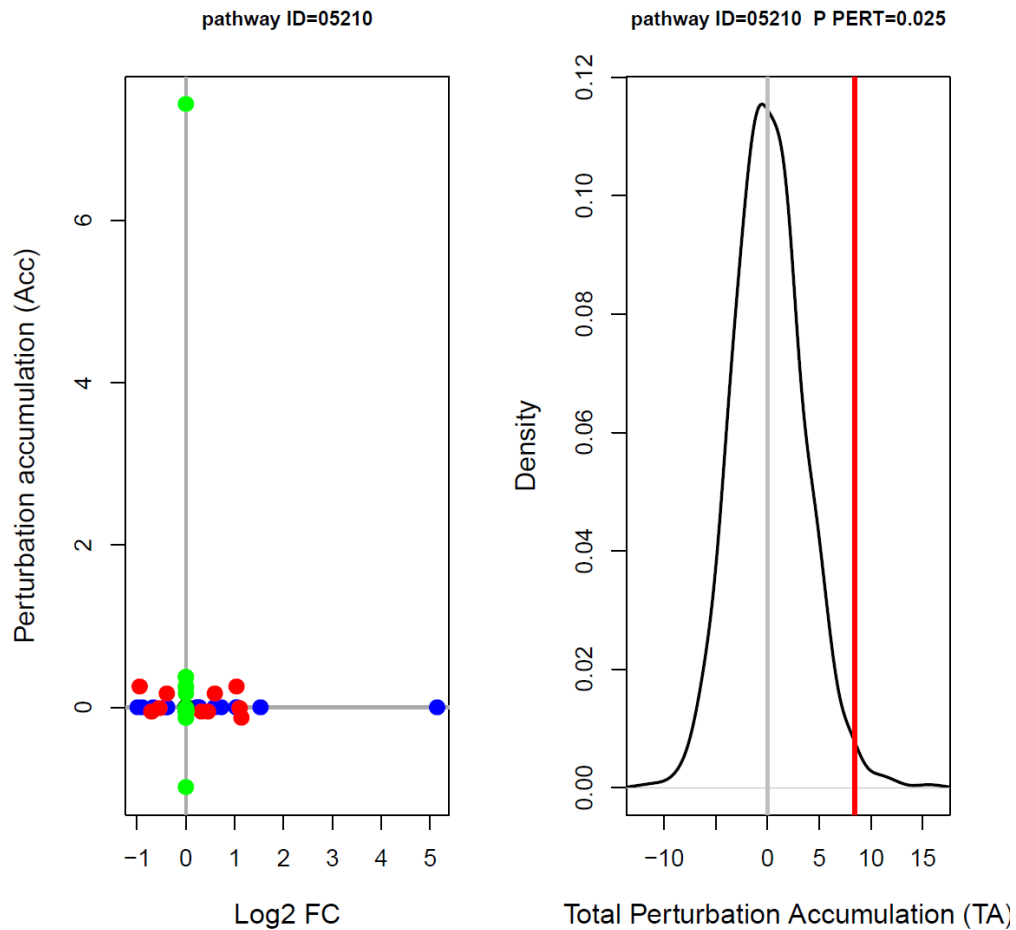 pathway ID=05210
Perturbation accumulation (Acc)
6
4
2
0
−1 0 1 2 3 4 5
Log2 FC
pathway ID=05210 P PERT=0.025
Density
0.12
0.10
0.08
0.06
0.04
0.02
0.00
−10 0 5 10 15
Total Perturbation Accumulation (TA)